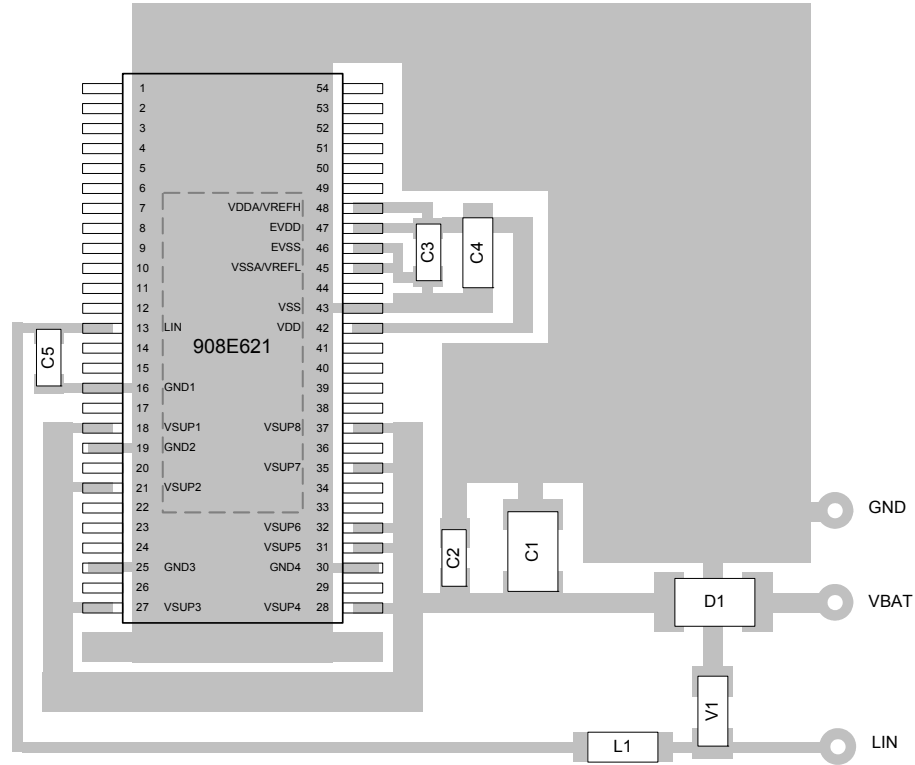 1 54
2 53
3 52
4 51
5 50
6 49
7 VDDA/VREFH 48
8 EVDD 47
9 EVSS 46
10 VSSA/VREFL 45
11 44
12 VSS 43
13 LIN VDD 42
14 908E621 41
15 40
16 GND1 39
17 38
18 VSUP1 VSUP8 37
19 GND2 36
20 VSUP7 35
21 VSUP2 34
22 33
23 VSUP6 32
24 VSUP5 31
25 GND3 GND4 30
26 29
27 VSUP3 VSUP4 28
C3
C4
C5
C2
C1
GND
D1
VBAT
V1
L1
LIN